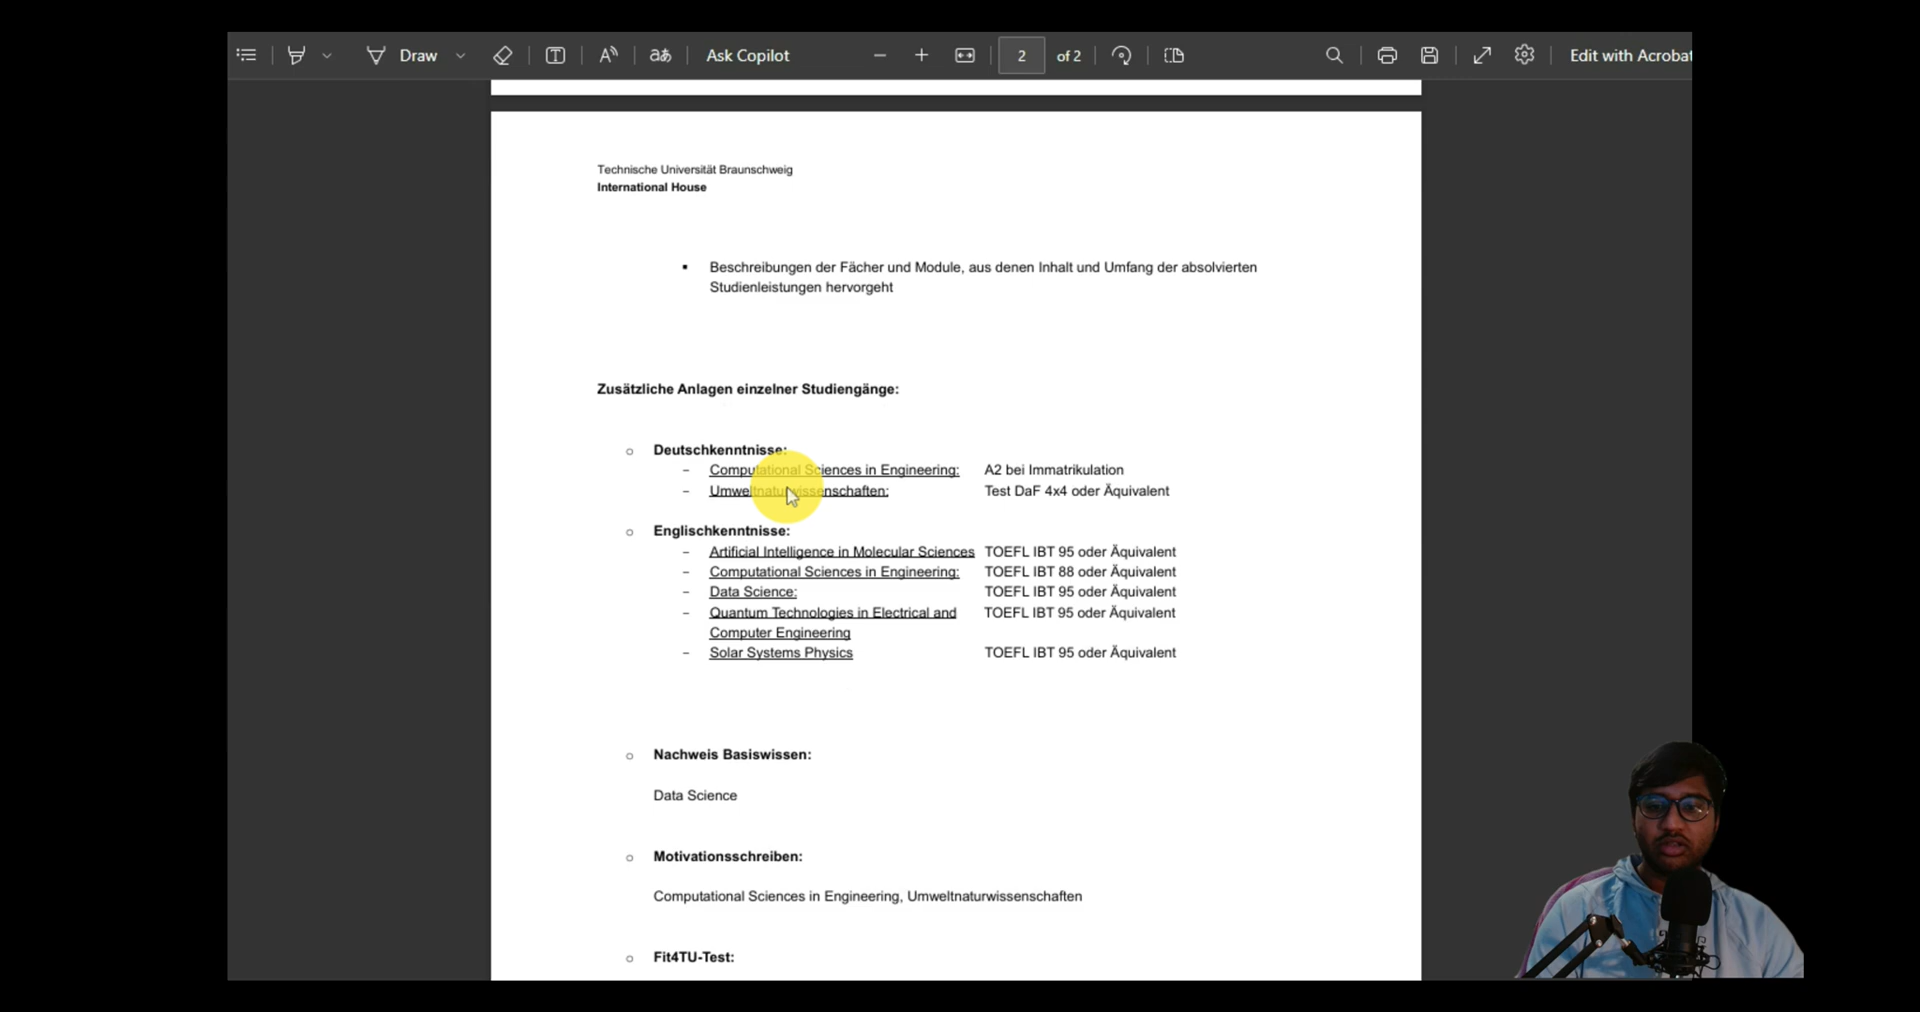 Draw
Ask Copilot
2
of 2
Edit with Acrobat
Technische Universität Braunschweig
International House
▪ Beschreibungen der Fächer und Module, aus denen Inhalt und Umfang der absolvierten
Studienleistungen hervorgeht
Zusätzliche Anlagen einzelner Studiengänge:
o Deutschkenntnisse:
- Computational Sciences in Engineering: A2 bei Immatrikulation
- Umweltnaturwissenschaften: Test DaF 4x4 oder Äquivalent
o Englischkenntnisse:
- Artificial Intelligence in Molecular Sciences TOEFL IBT 95 oder Äquivalent
- Computational Sciences in Engineering: TOEFL IBT 88 oder Äquivalent
- Data Science: TOEFL IBT 95 oder Äquivalent
- Quantum Technologies in Electrical and TOEFL IBT 95 oder Äquivalent
Computer Engineering
- Solar Systems Physics TOEFL IBT 95 oder Äquivalent
o Nachweis Basiswissen:
Data Science
o Motivationsschreiben:
Computational Sciences in Engineering, Umweltnaturwissenschaften
o Fit4TU-Test: